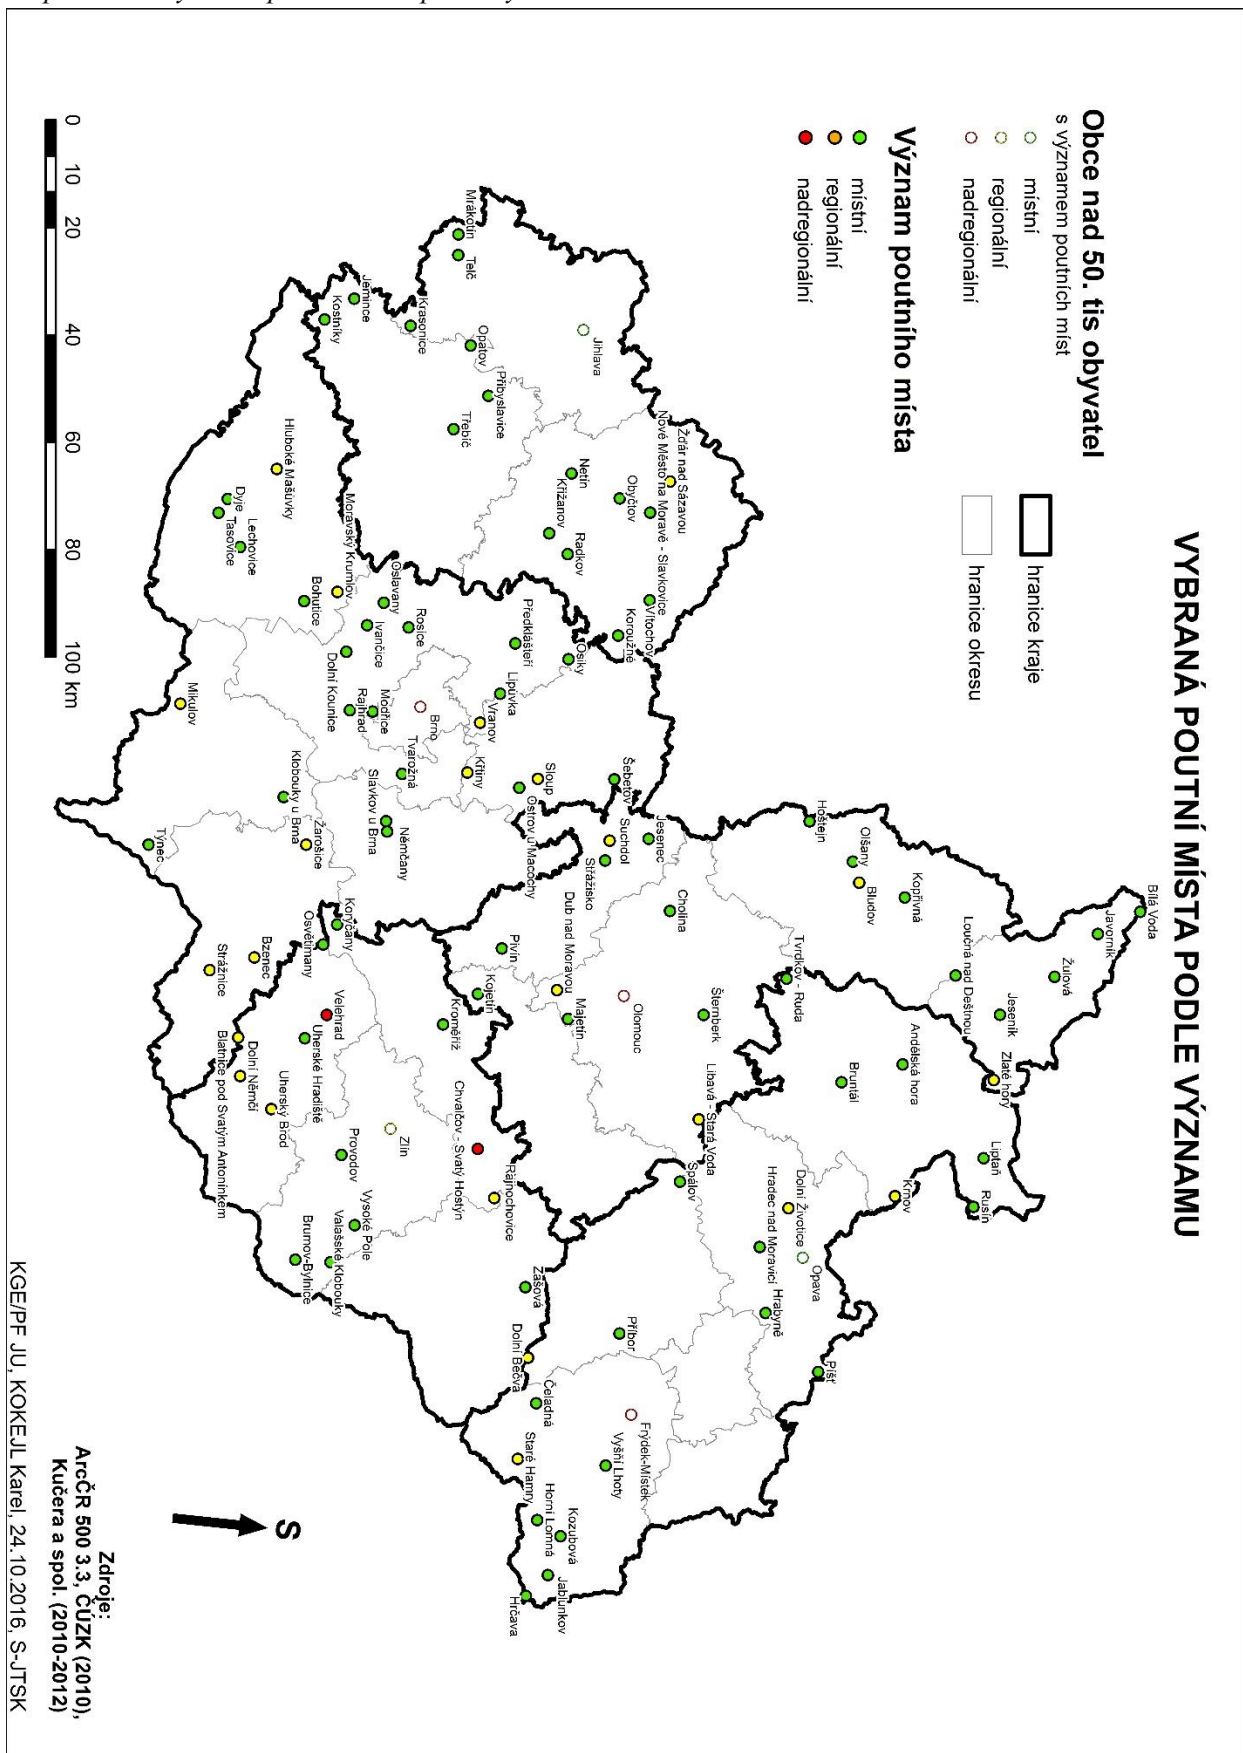 VYBRANÁ POUTNÍ MÍSTA PODLE VÝZNAMU
Obce nad 50. tis obyvatel
s významem poutních míst
místní
regionální
nadregionální
Význam poutního místa
místní
regionální
nadregionální
hranice kraje
hranice okresu
Bílá Voda
Javorník
Žulová
Jeseník
Zlaté hory
Loučná nad Deštnou
Liptaň
Rusín
Kopřivná
Andělská hora
Krnov
Bludov
Olšany
Bruntál
Hoštejn
Tvrdkov - Ruda
Dolní Životice
Opava
Hradec nad Moravicí
Hrabyně
Píšť
Šternberk
Libavá - Stará Voda
Spálov
Cholina
Jesenec
Šebetov
Suchdol
Střážisko
Olomouc
Dub nad Moravou
Majetín
Příbor
Frýdek-Místek
Vyšní Lhoty
Žďár nad Sázavou
Nové Město na Moravě - Slavkovice
Obyčtov
Vítochov
Koroužné
Jihlava
Netín
Křižanov
Radkov
Osiky
Předklášteří
Lipůvka
Vranov
Sloup
Ostrov u Macochy
Křtiny
Pivín
Kojetín
Kroměříž
Chvalčov - Svatý Hostýn
Rajnochovice
Zašová
Dolní Bečva
Čeladná
Staré Hamry
Horní Lomná
Kozubová
Jablunkov
Hrčava
Mrákotín
Telč
Opatov
Přibyslavice
Třebíč
Krasonice
Jemnice
Kostníky
Oslavany
Rosice
Ivančice
Moravský Krumlov
Dolní Kounice
Modřice
Rajhrad
Brno
Tvarožná
Slavkov u Brna
Němčany
Zlín
Provodov
Vysoké Pole
Valašské Klobouky
Brumov-Bylnice
Koryčany
Osvětimany
Velehrad
Uherské Hradiště
Hluboké Mašůvky
Bohutice
Dyje
Tasovice
Lechovice
Mikulov
Klobouky u Brna
Žarošice
Týnec
Bzenec
Strážnice
Uherský Brod
Dolní Němčí
Blatnice pod Svatým Antonínkem
0 10 20 40 60 80 100 km
S
Zdroje:
ArcČR 500 3.3, ČÚZK (2010),
Kučera a spol. (2010-2012)
KGE/PF JU, KOKEJL Karel, 24.10.2016, S-JTSK